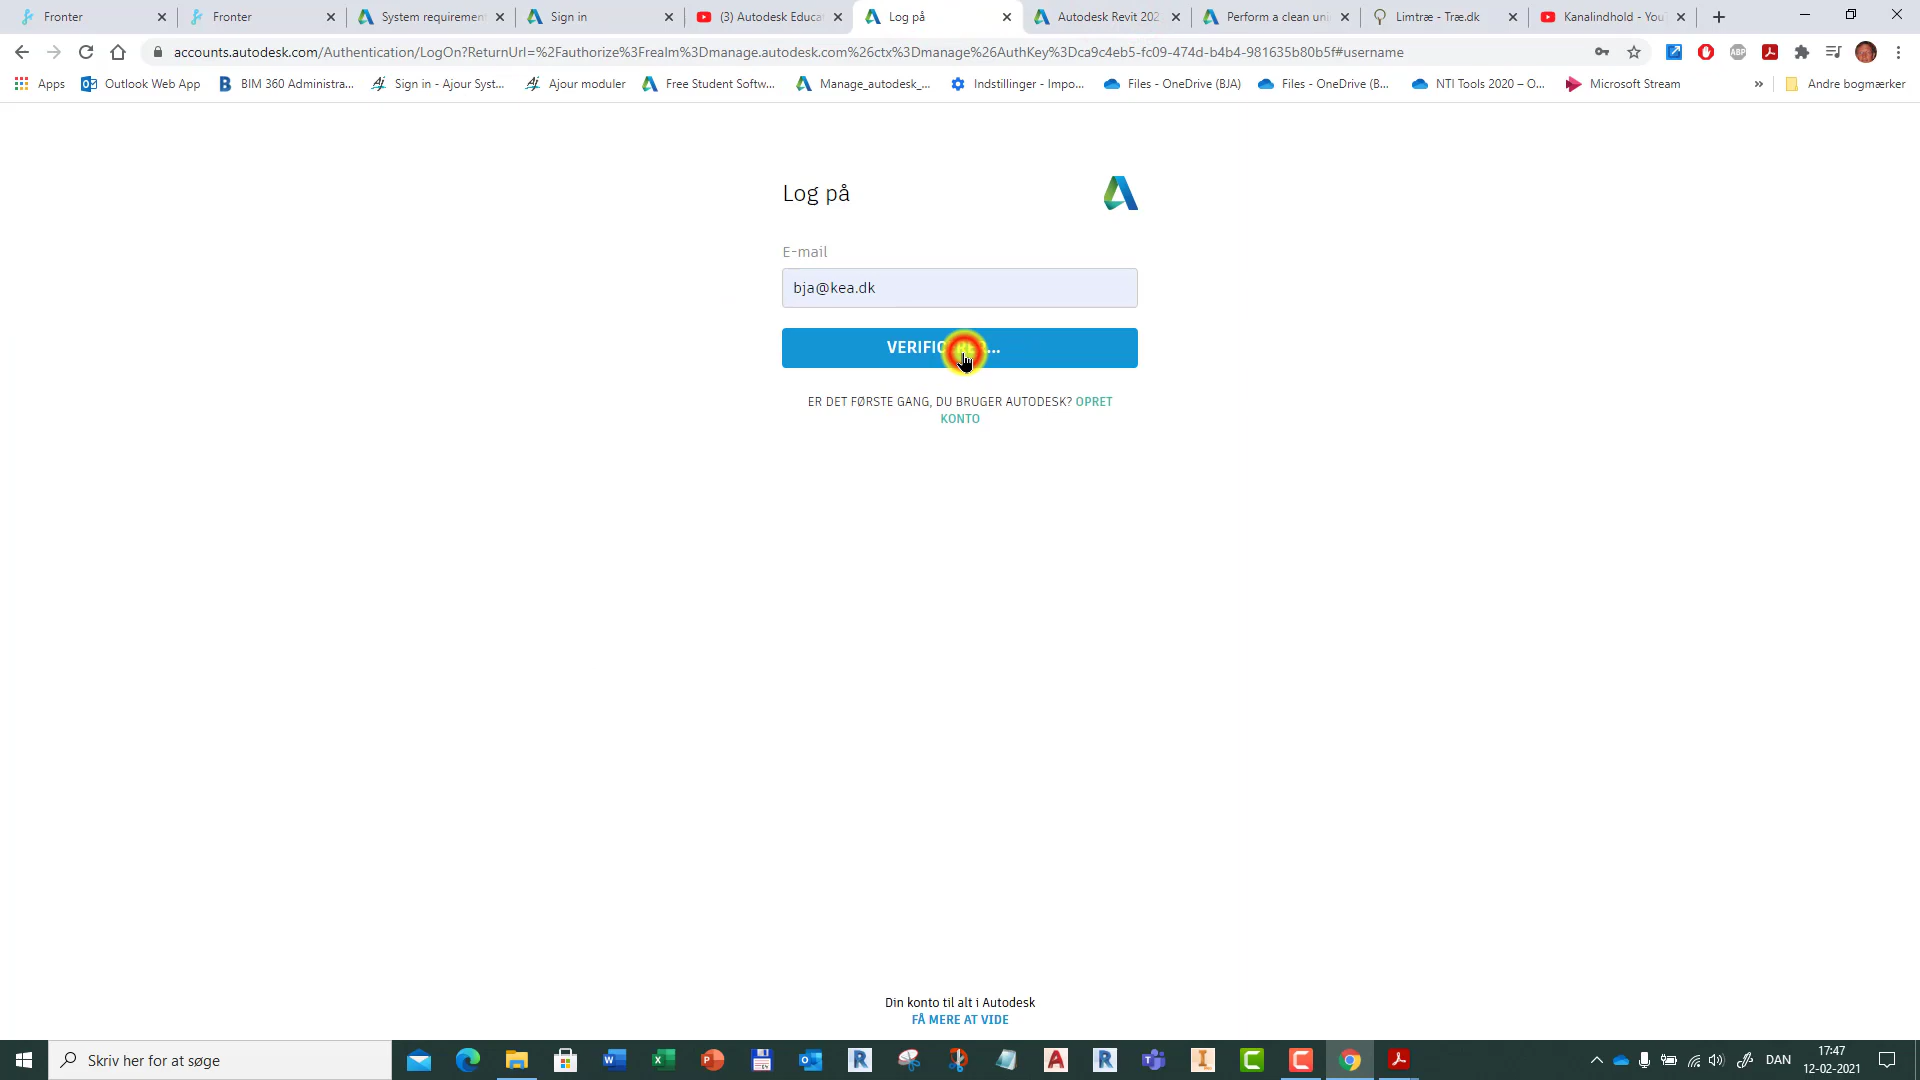 Fronter
Fronter
System requirement
Sign in
(3) Autodesk Educa
Log på
Autodesk Revit 202
Perform a clean uni
Limtræ - Træ.dk
Kanalindhold - You
accounts.autodesk.com/Authentication/LogOn?ReturnUrl=%2Fauthorize%3Frealm%3Dmanage.autodesk.com%26ctx%3Dmanage%26AuthKey%3Dca9c4eb5-fc09-474d-b4b4-981635b80b5f#username
Apps
Outlook Web App
BIM 360 Administra...
Sign in - Ajour Syst...
Ajour moduler
Free Student Softw...
Manage_autodesk_...
Indstillinger - Impo...
Files - OneDrive (BJA)
Files - OneDrive (B...
NTI Tools 2020 – O...
Microsoft Stream
»
Andre bogmærker
Log på
E-mail
bja@kea.dk
ER DET FØRSTE GANG, DU BRUGER AUTODESK? OPRET
KONTO
Din konto til alt i Autodesk
FÅ MERE AT VIDE
Skriv her for at søge
DAN
17:47
12-02-2021